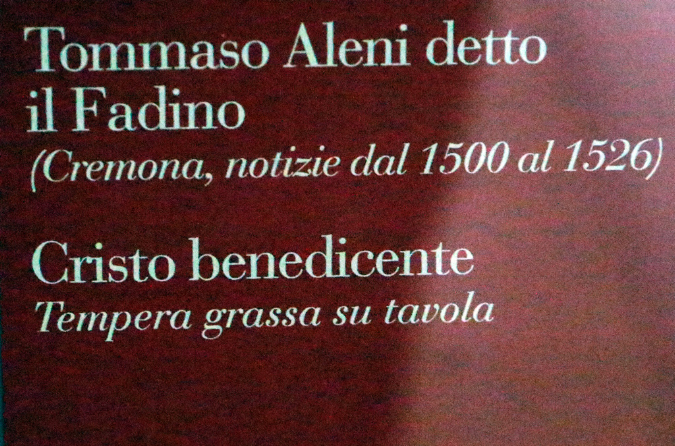 Tommaso Aleni detto
il Fadino
(Cremona, notizie dal 1500 al 1526)
Cristo benedicente
Tempera grassa su tavola